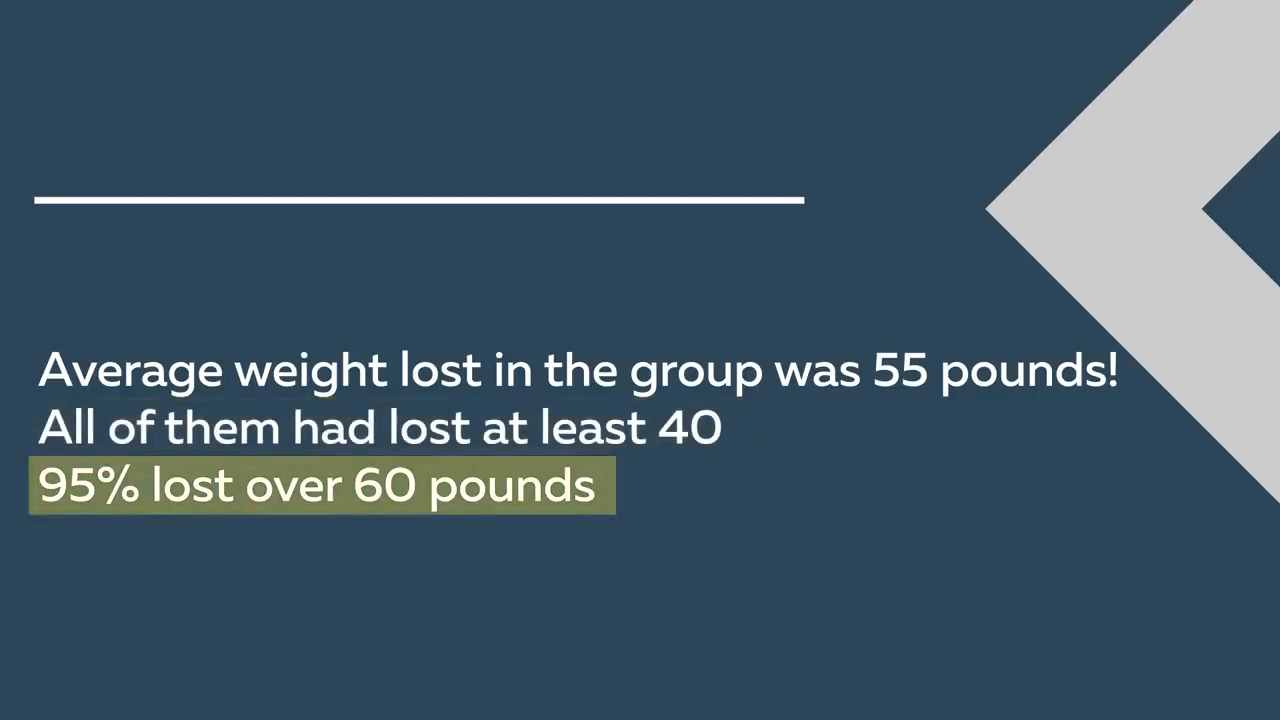 Average weight lost in the group was 55 pounds!
All of them had lost at least 40
95% lost over 60 pounds